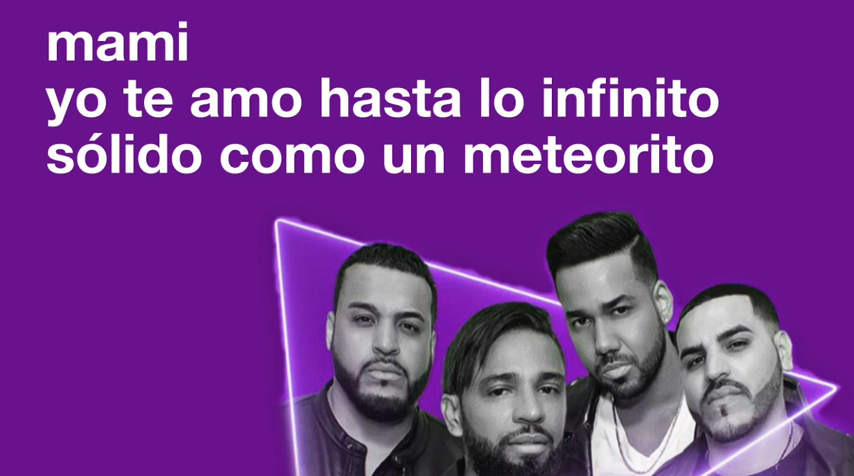 mami
yo te amo hasta lo infinito
sólido como un meteorito